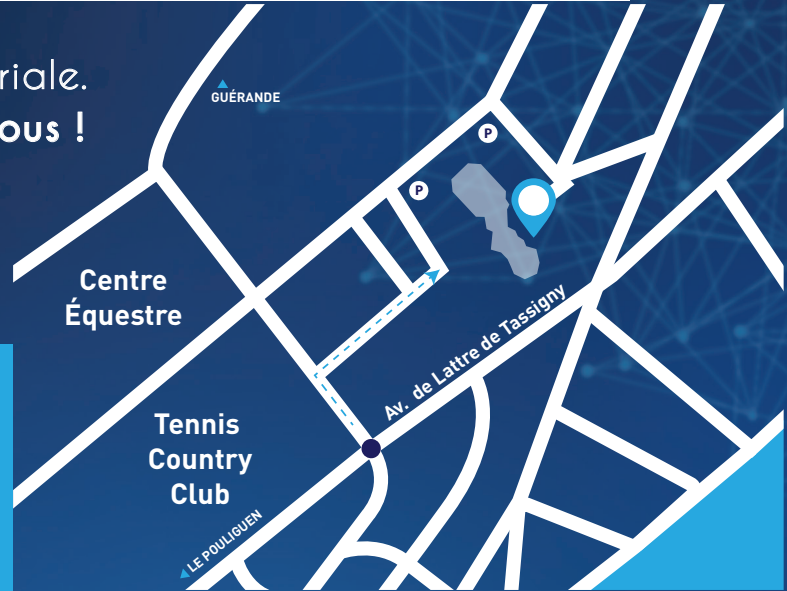 riale.
ous !
GUÉRANDE
P
P
Centre
Équestre
Av. de Lattre de Tassigny
Tennis
Country
Club
LE POULIGUEN